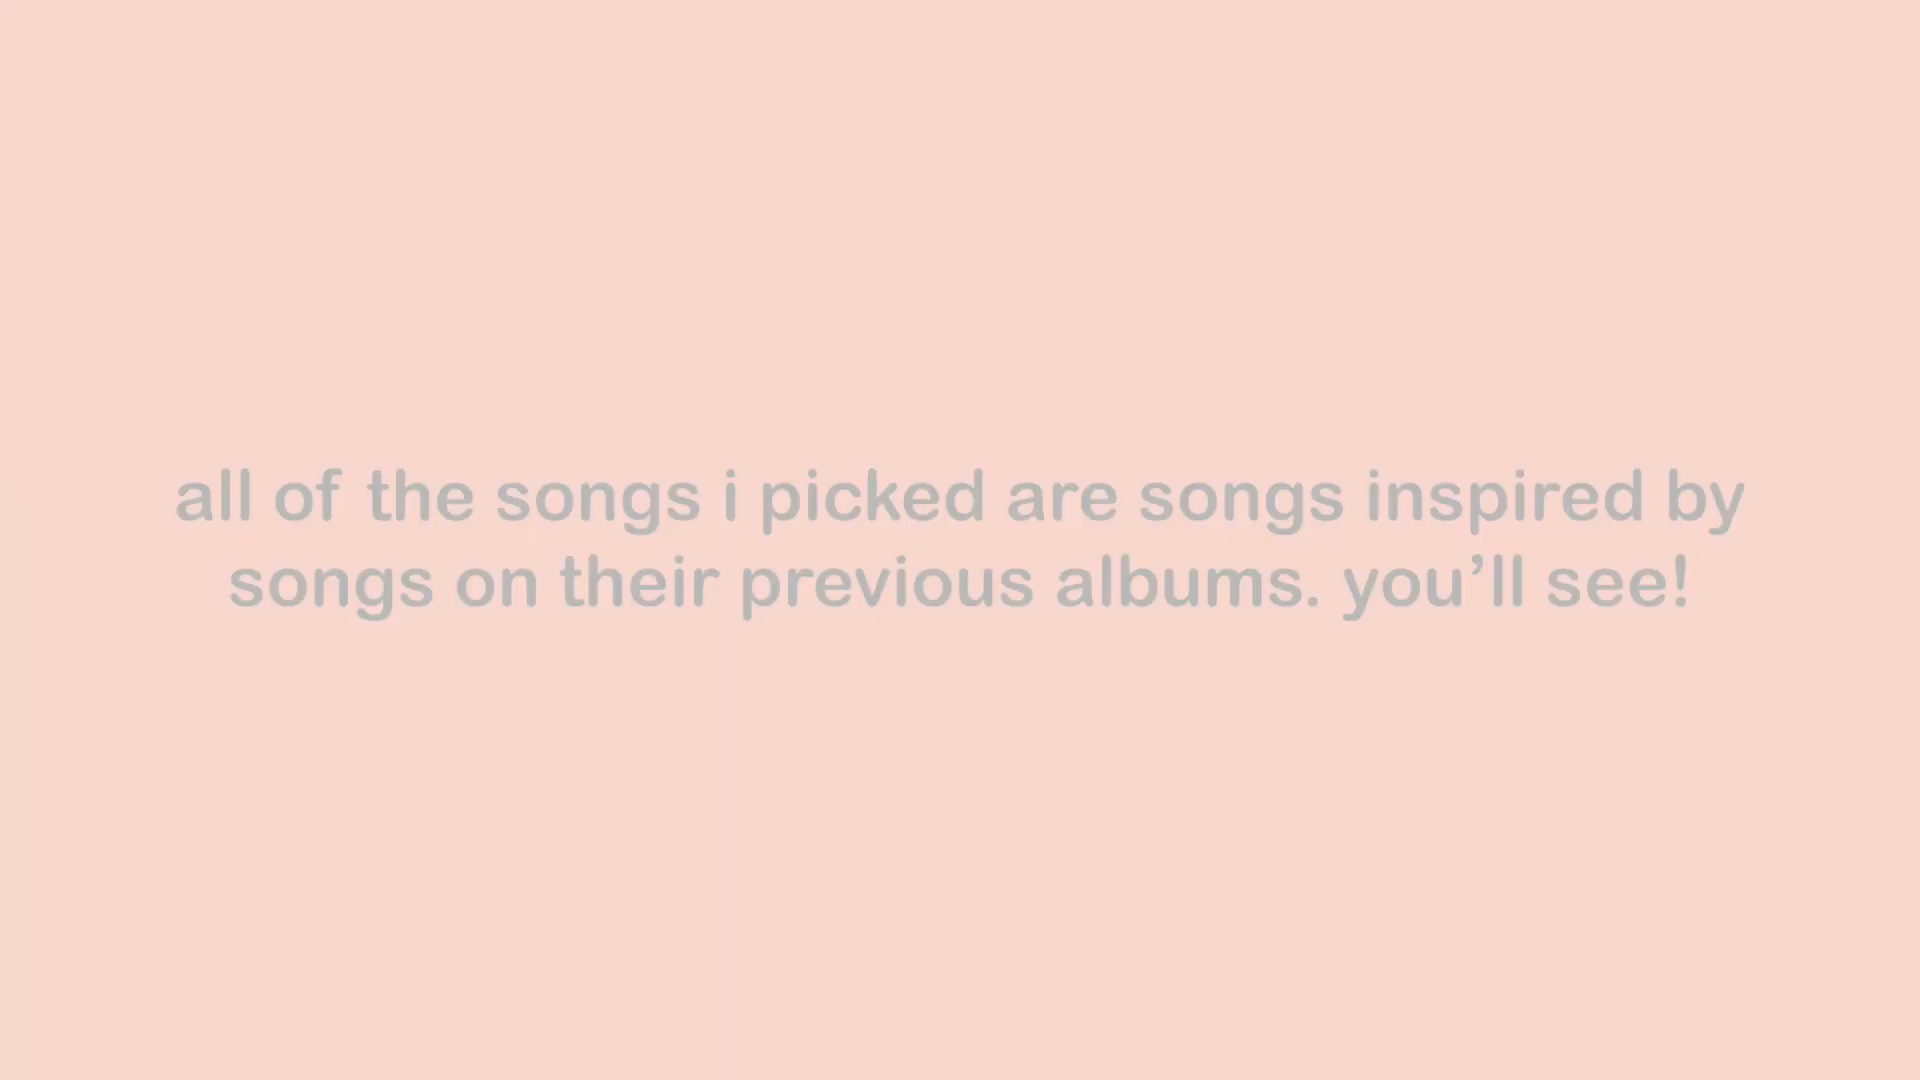 all of the songs i picked are songs inspired by
songs on their previous albums. you’ll see!